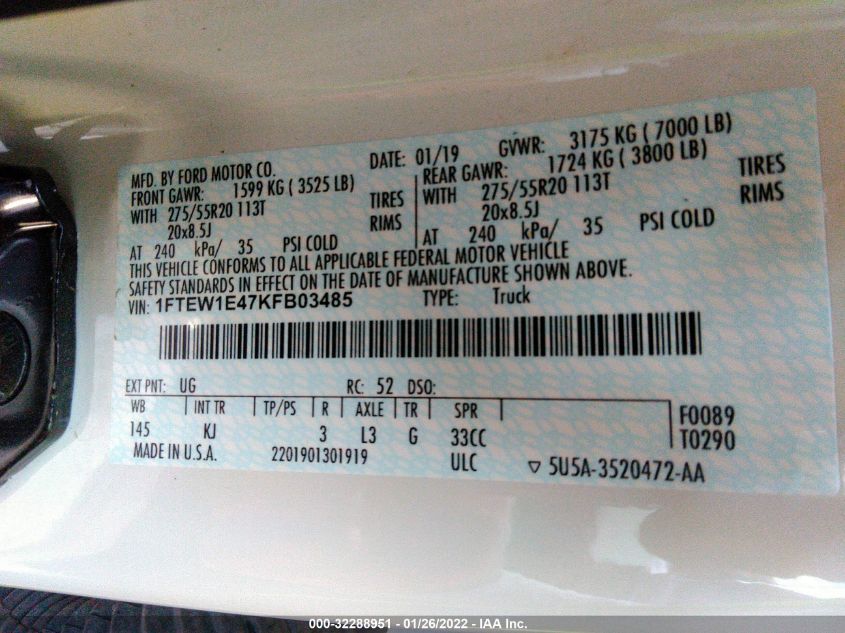 MFD. BY FORD MOTOR CO. DATE: 01/19 GVWR: 3175 KG ( 7000 LB)
FRONT GAWR: 1599 KG ( 3525 LB) REAR GAWR: 1724 KG ( 3800 LB)
WITH 275/55R20 113T TIRES WITH 275/55R20 113T TIRES
20x8.5J RIMS 20x8.5J RIMS
AT 240 kPa/ 35 PSI COLD AT 240 kPa/ 35 PSI COLD
THIS VEHICLE CONFORMS TO ALL APPLICABLE FEDERAL MOTOR VEHICLE
SAFETY STANDARDS IN EFFECT ON THE DATE OF MANUFACTURE SHOWN ABOVE.
VIN: 1FTEW1E47KFB03485 TYPE: Truck
EXT PNT: UG RC: 52 DSO:
WB INT TR TP/PS R AXLE TR SPR F0089
145 KJ 3 L3 G 33CC T0290
MADE IN U.S.A. 2201901301919 ULC ▽ 5U5A-3520472-AA
000-32288951 - 01/26/2022 - IAA Inc.